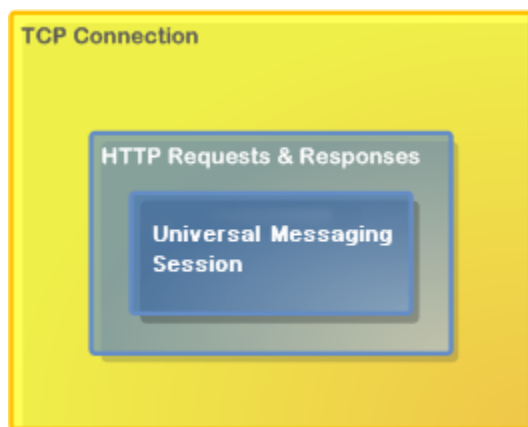 TCP Connection
HTTP Requests & Responses
Universal Messaging
Session